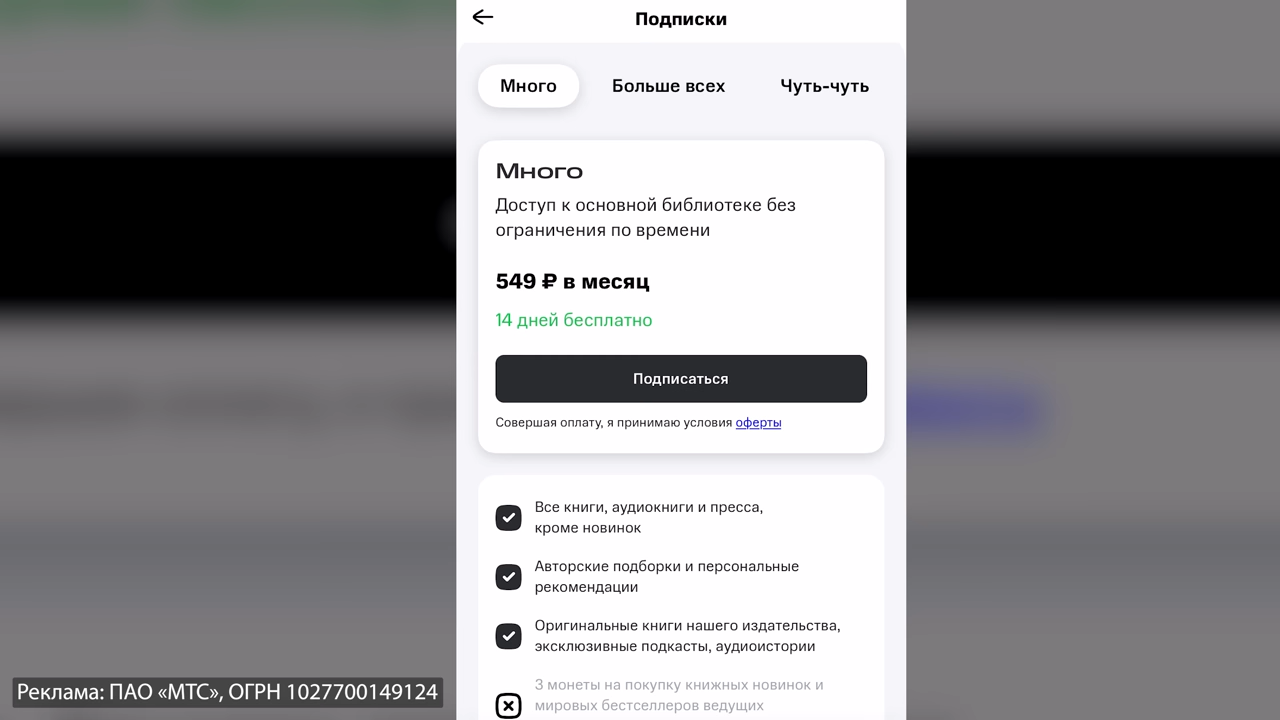 Подписки
Много
Больше всех
Чуть-чуть
Много
Доступ к основной библиотеке без
ограничения по времени
549 ₽ в месяц
14 дней бесплатно
Подписаться
Совершая оплату, я принимаю условия оферты
Все книги, аудиокниги и пресса,
кроме новинок
Авторские подборки и персональные
рекомендации
Оригинальные книги нашего издательства,
эксклюзивные подкасты, аудиоистории
3 монеты на покупку книжных новинок и
мировых бестселлеров ведущих
Реклама: ПАО «МТС», ОГРН 1027700149124